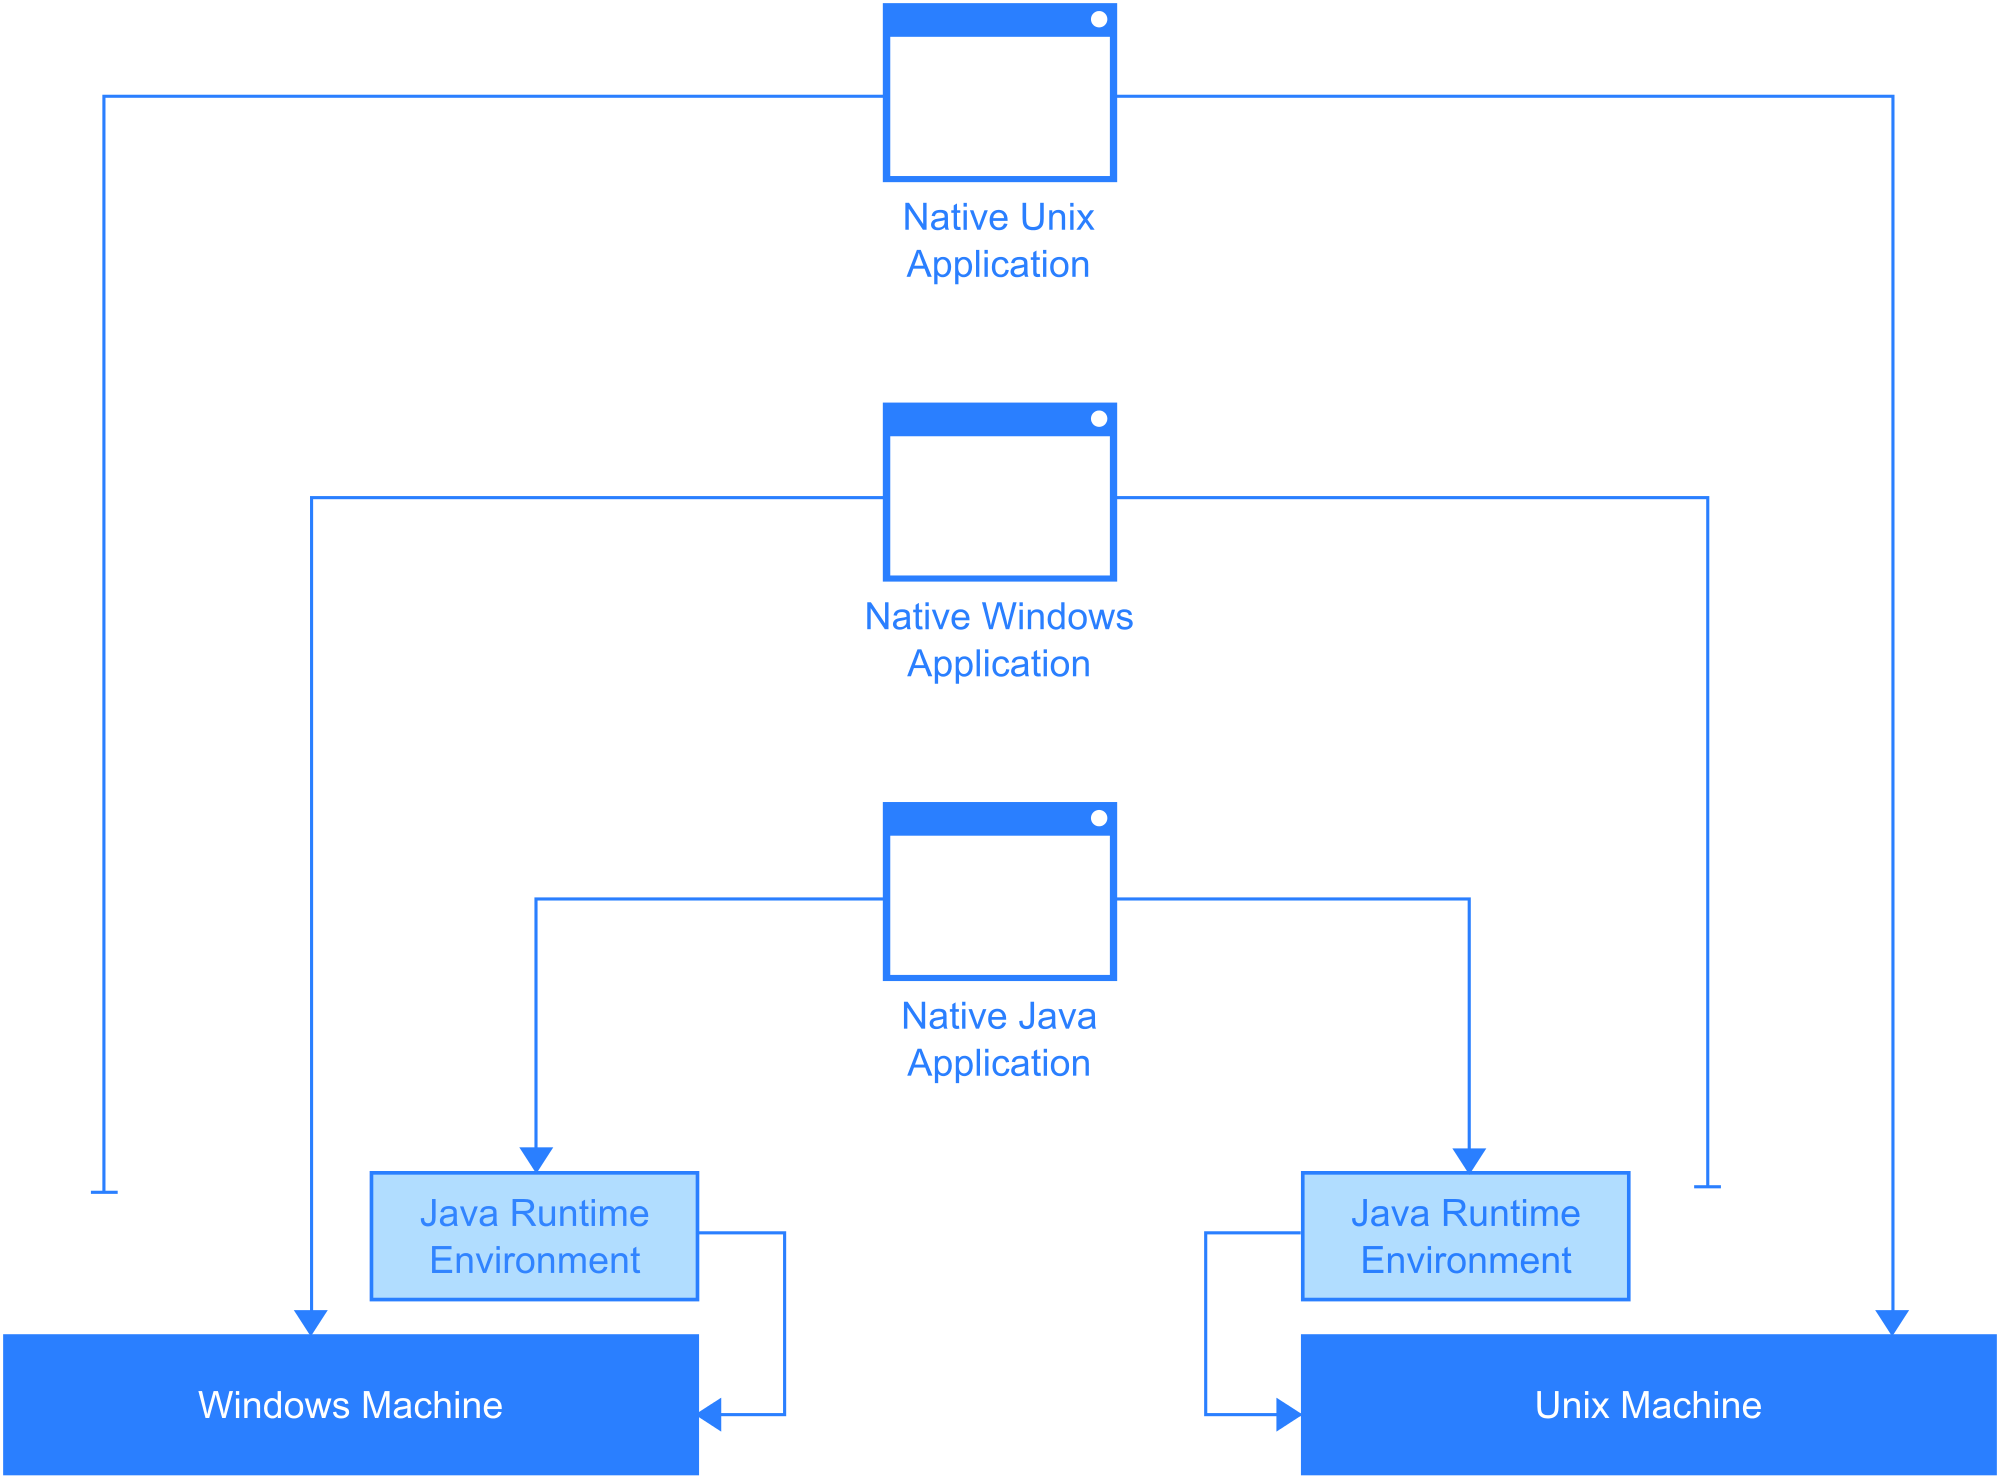 Native Unix
Application
Native Windows
Application
Native Java
Application
Java Runtime
Environment
Java Runtime
Environment
Windows Machine
Unix Machine